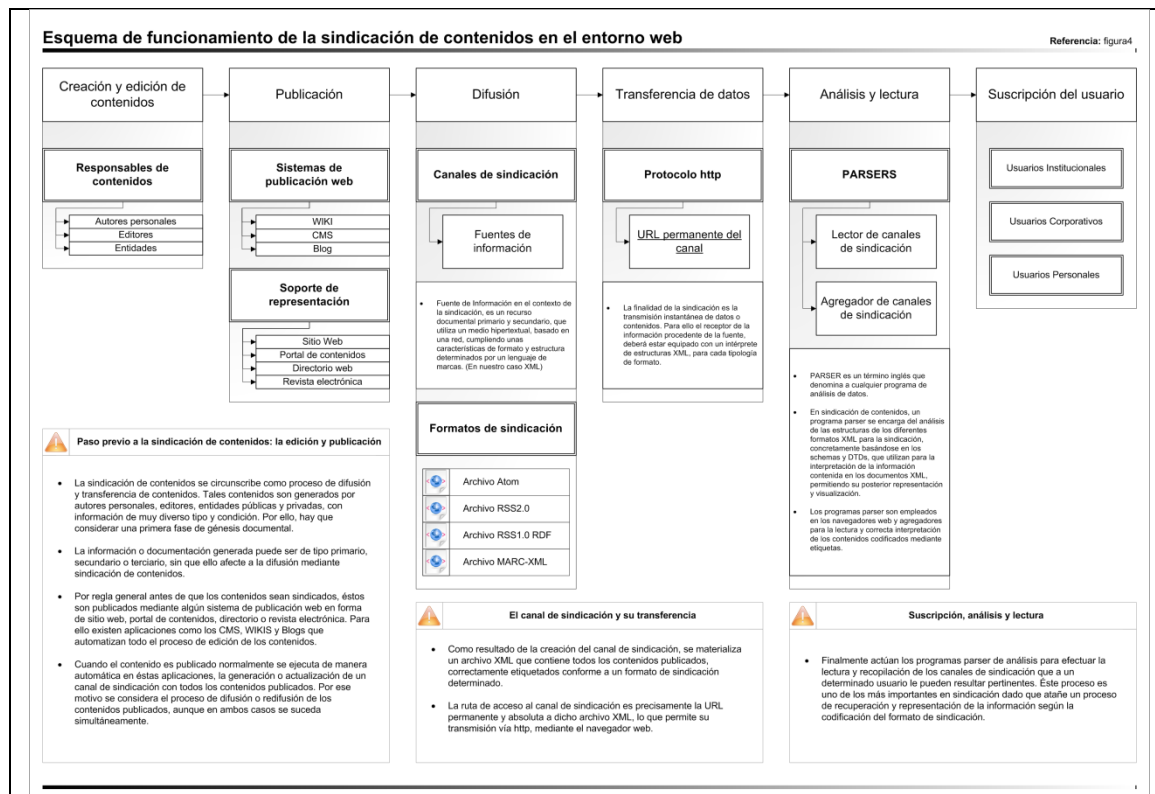 Esquema de funcionamiento de la sindicación de contenidos en el entorno web
Referencia: figura4
Creación y edición de
contenidos
Publicación
Difusión
Transferencia de datos
Análisis y lectura
Suscripción del usuario
Responsables de
contenidos
Autores personales
Editores
Entidades
Sistemas de
publicación web
WIKI
CMS
Blog
Soporte de
representación
Sitio Web
Portal de contenidos
Directorio web
Revista electrónica
Canales de sindicación
Fuentes de
información
• Fuente de Información en el contexto de
la sindicación, es un recurso
documental primario y secundario, que
utiliza un medio hipertextual, basado en
una red, cumpliendo unas
características de formato y estructura
determinados por un lenguaje de
marcas. (En nuestro caso XML)
Formatos de sindicación
Archivo Atom
Archivo RSS2.0
Archivo RSS1.0 RDF
Archivo MARC-XML
Protocolo http
URL permanente del
canal
• La finalidad de la sindicación es la
transmisión instantánea de datos o
contenidos. Para ello el receptor de la
información procedente de la fuente,
deberá estar equipado con un intérprete
de estructuras XML, para cada tipología
de formato.
PARSERS
Lector de canales
de sindicación
Agregador de canales
de sindicación
• PARSER es un término inglés que
denomina a cualquier programa de
análisis de datos.
• En sindicación de contenidos, un
programa parser se encarga del análisis
de las estructuras de los diferentes
formatos XML para la sindicación,
concretamente basándose en los
schemas y DTDs, que utilizan para la
interpretación de la información
contenida en los documentos XML,
permitiendo su posterior representación
y visualización.
• Los programas parser son empleados
en los navegadores web y agregadores
para la lectura y correcta interpretación
de los contenidos codificados mediante
etiquetas.
Usuarios Institucionales
Usuarios Corporativos
Usuarios Personales
Paso previo a la sindicación de contenidos: la edición y publicación
• La sindicación de contenidos se circunscribe como proceso de difusión
y transferencia de contenidos. Tales contenidos son generados por
autores personales, editores, entidades públicas y privadas, con
información de muy diverso tipo y condición. Por ello, hay que
considerar una primera fase de génesis documental.
• La información o documentación generada puede ser de tipo primario,
secundario o terciario, sin que ello afecte a la difusión mediante
sindicación de contenidos.
• Por regla general antes de que los contenidos sean sindicados, éstos
son publicados mediante algún sistema de publicación web en forma
de sitio web, portal de contenidos, directorio o revista electrónica. Para
ello existen aplicaciones como los CMS, WIKIS y Blogs que
automatizan todo el proceso de edición de los contenidos.
• Cuando el contenido es publicado normalmente se ejecuta de manera
automática en éstas aplicaciones, la generación o actualización de un
canal de sindicación con todos los contenidos publicados. Por ese
motivo se considera el proceso de difusión o redifusión de los
contenidos publicados, aunque en ambos casos se suceda
simultáneamente.
El canal de sindicación y su transferencia
• Como resultado de la creación del canal de sindicación, se materializa
un archivo XML que contiene todos los contenidos publicados,
correctamente etiquetados conforme a un formato de sindicación
determinado.
• La ruta de acceso al canal de sindicación es precisamente la URL
permanente y absoluta a dicho archivo XML, lo que permite su
transmisión vía http, mediante el navegador web.
Suscripción, análisis y lectura
• Finalmente actúan los programas parser de análisis para efectuar la
lectura y recopilación de los canales de sindicación que a un
determinado usuario le pueden resultar pertinentes. Éste proceso es
uno de los más importantes en sindicación dado que atañe un proceso
de recuperación y representación de la información según la
codificación del formato de sindicación.